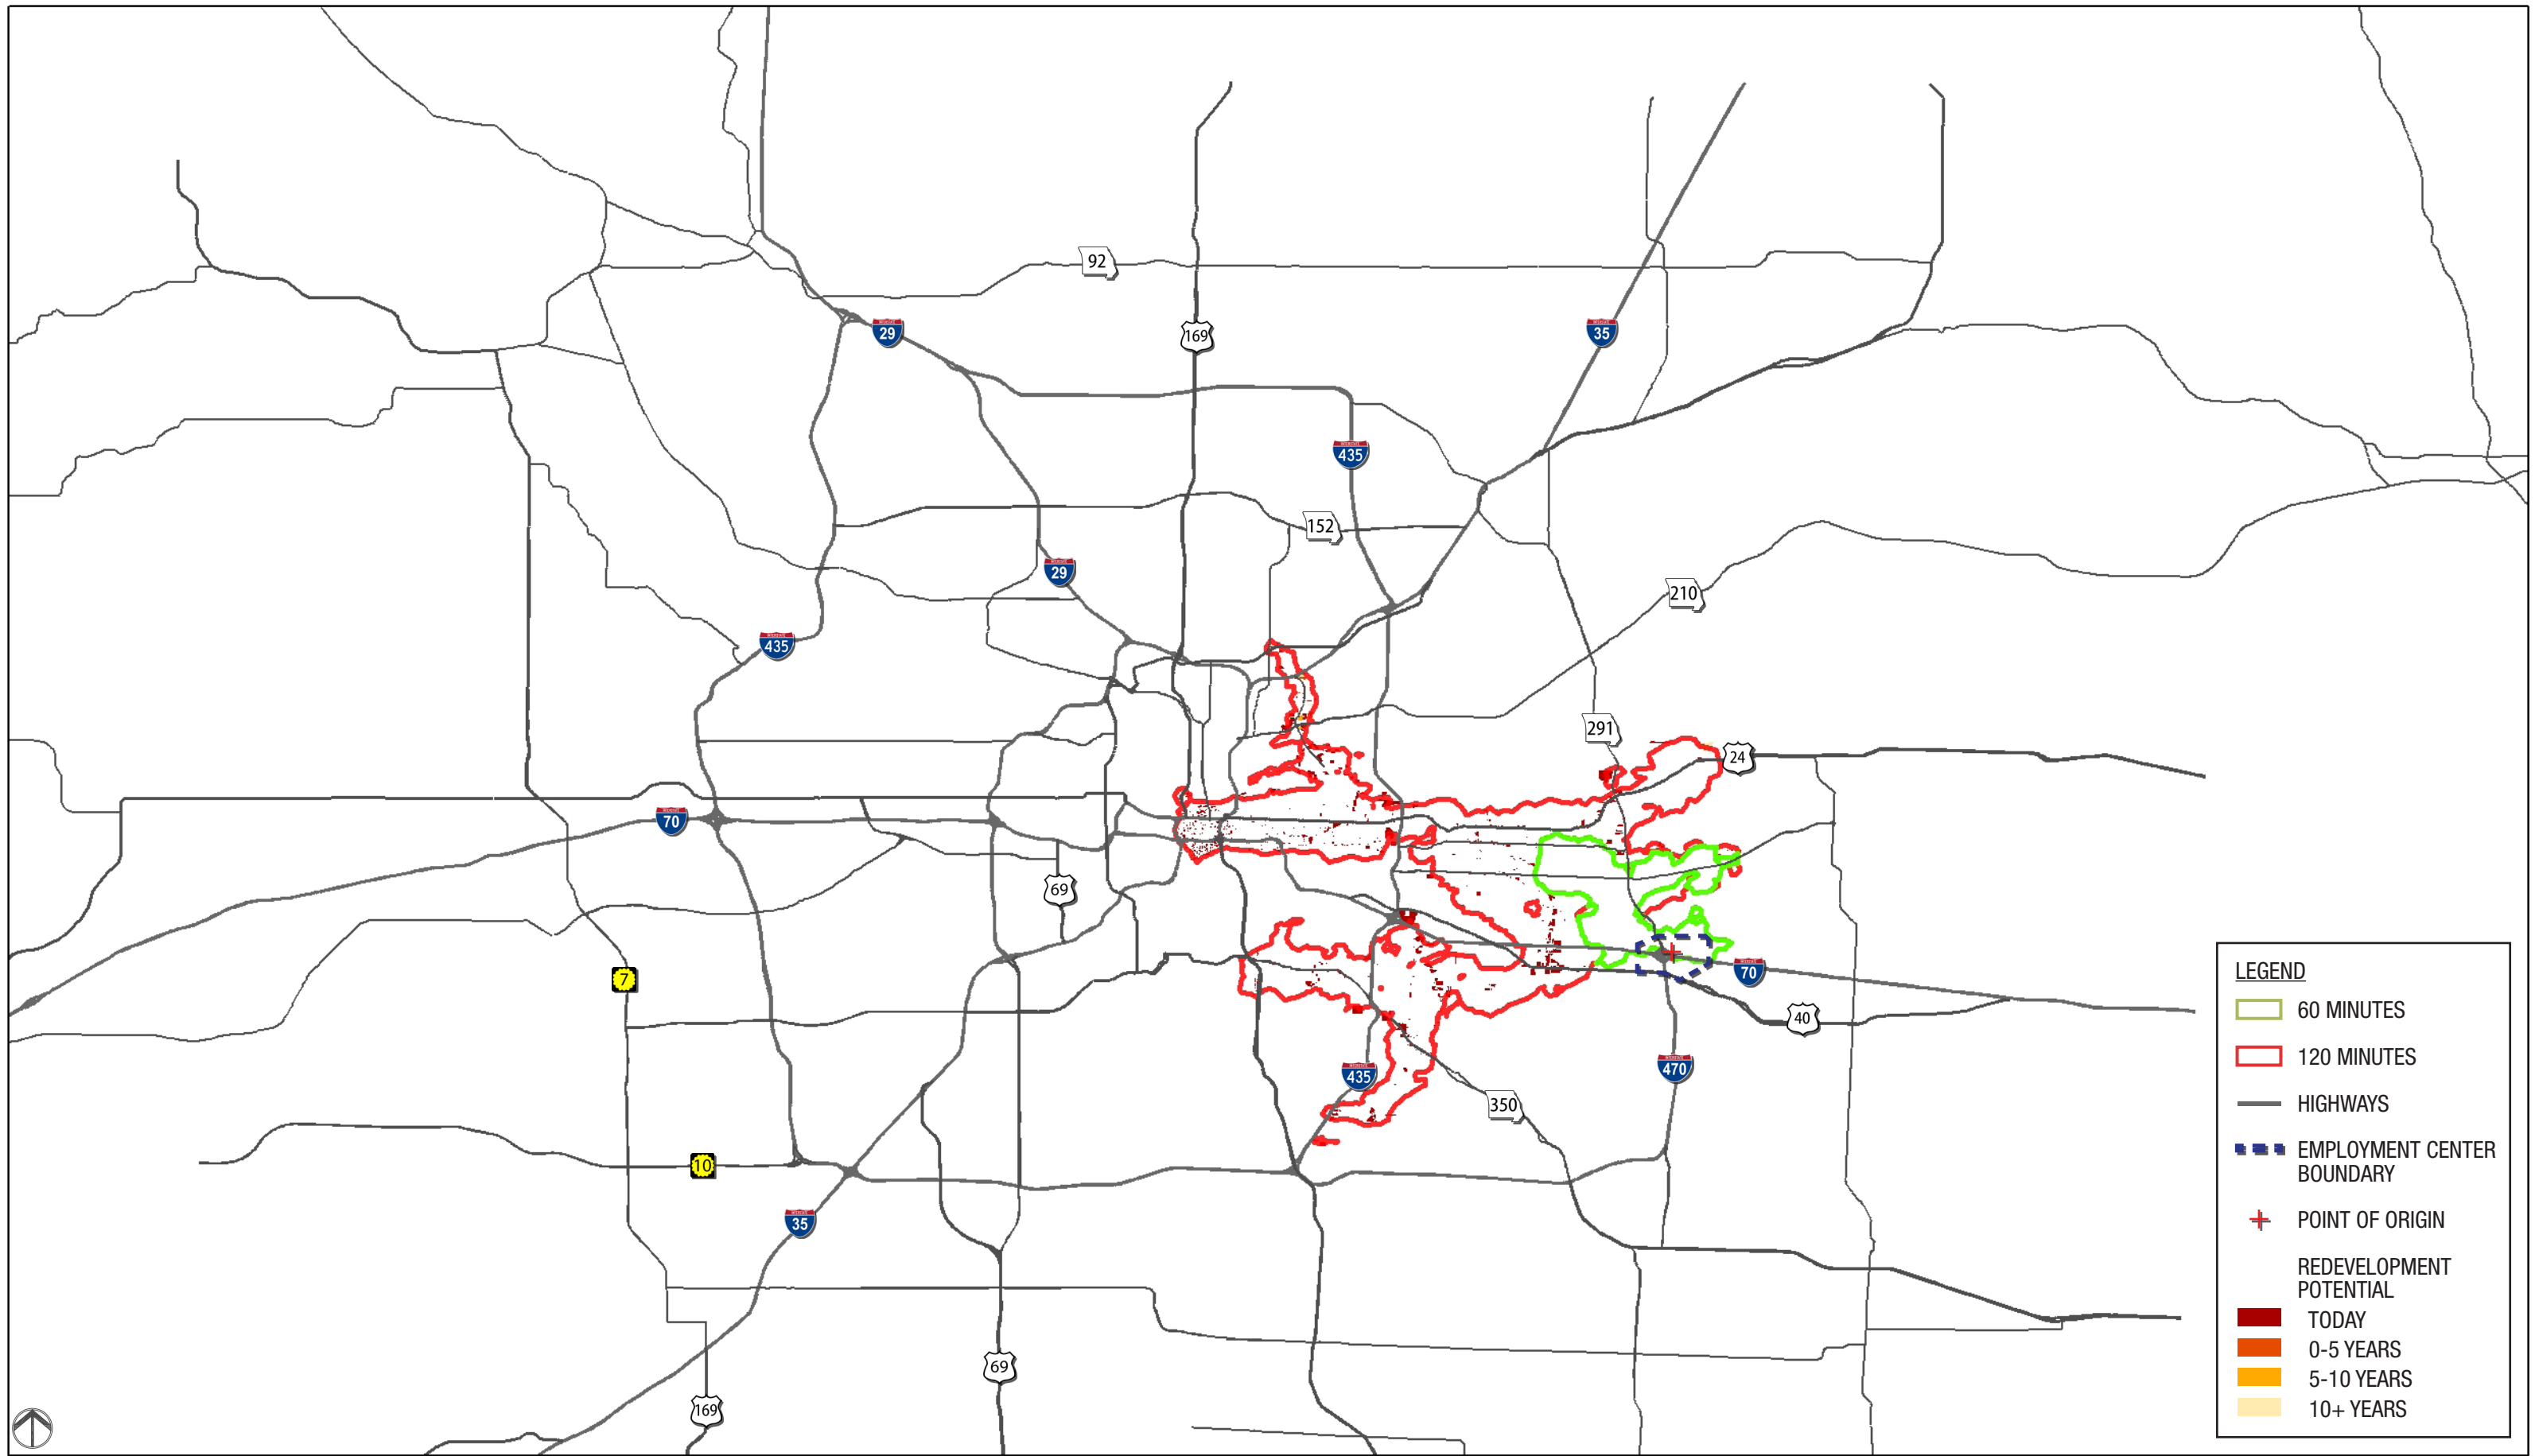 92
29
169
35
435
152
29
210
435
291
24
70
69
7
70
40
435
470
350
10
35
69
169
LEGEND
60 MINUTES
120 MINUTES
HIGHWAYS
EMPLOYMENT CENTER
BOUNDARY
POINT OF ORIGIN
REDEVELOPMENT
POTENTIAL
TODAY
0-5 YEARS
5-10 YEARS
10+ YEARS